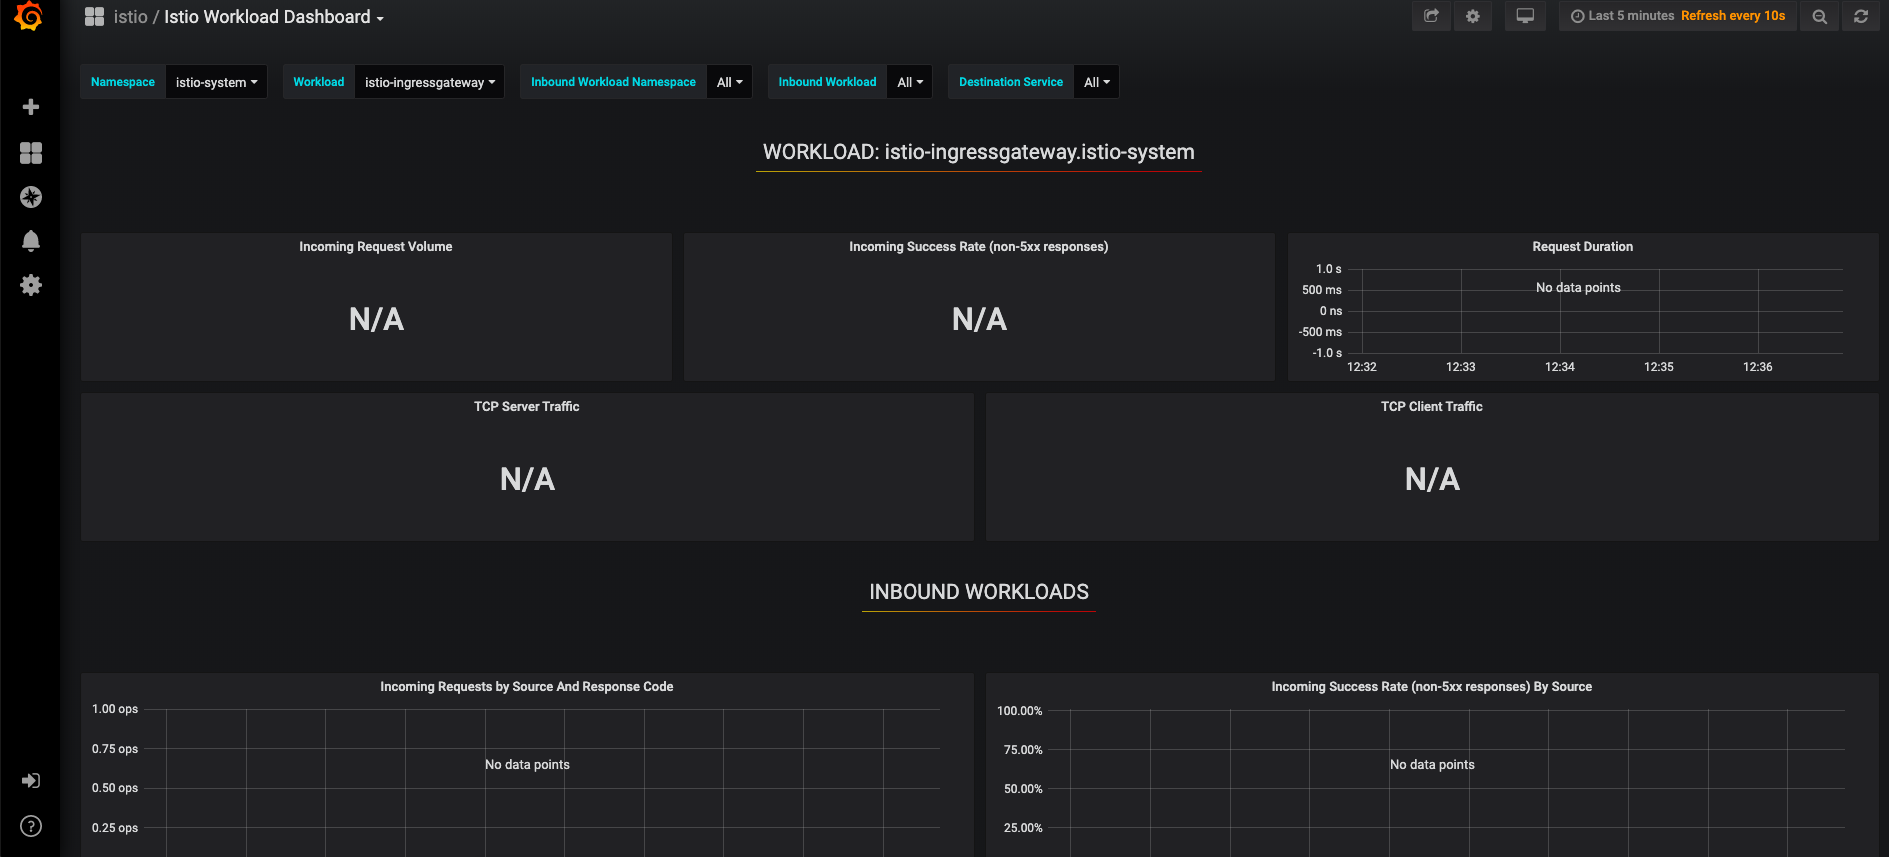 istio / Istio Workload Dashboard
Last 5 minutes Refresh every 10s
Namespace istio-system Workload istio-ingressgateway Inbound Workload Namespace All Inbound Workload All Destination Service All
WORKLOAD: istio-ingressgateway.istio-system
Incoming Request Volume
N/A
Incoming Success Rate (non-5xx responses)
N/A
Request Duration
1.0 s
No data points
500 ms
0 ns
-500 ms
-1.0 s
12:32 12:33 12:34 12:35 12:36
TCP Server Traffic
N/A
TCP Client Traffic
N/A
INBOUND WORKLOADS
Incoming Requests by Source And Response Code
1.00 ops
0.75 ops
No data points
0.50 ops
0.25 ops
Incoming Success Rate (non-5xx responses) By Source
100.00%
75.00%
No data points
50.00%
25.00%